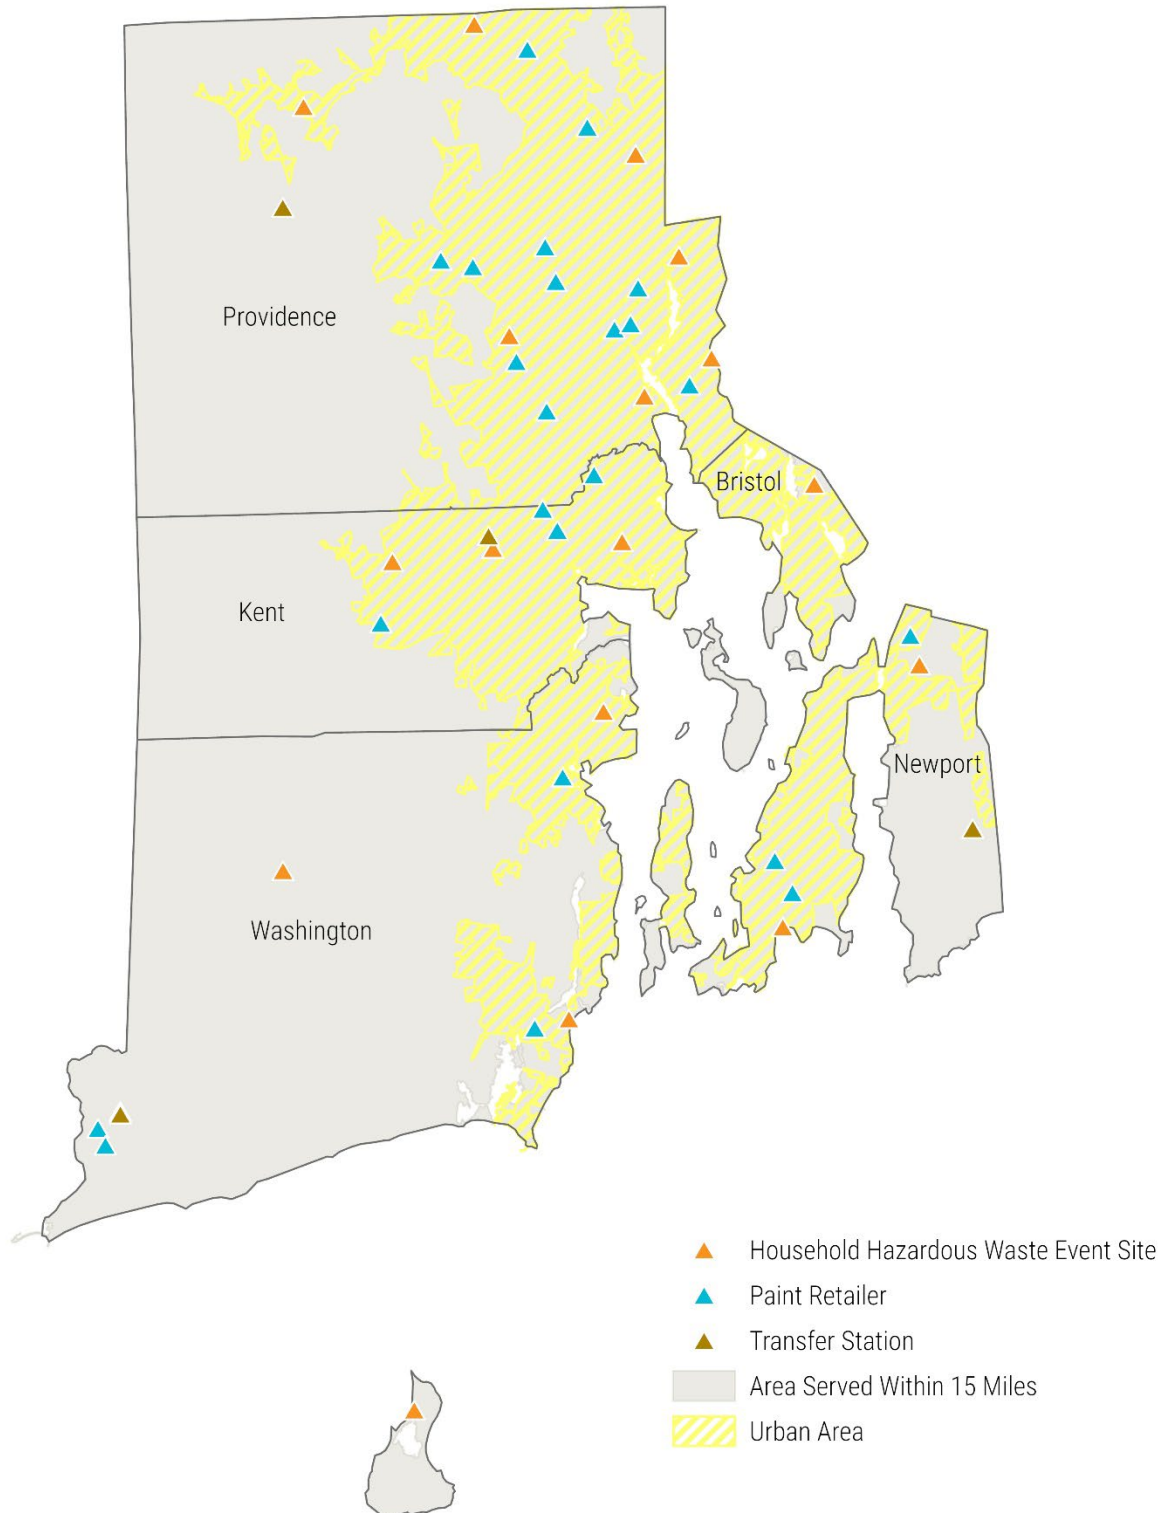 Providence
Bristol
Kent
Newport
Washington
Household Hazardous Waste Event Site
Paint Retailer
Transfer Station
Area Served Within 15 Miles
Urban Area